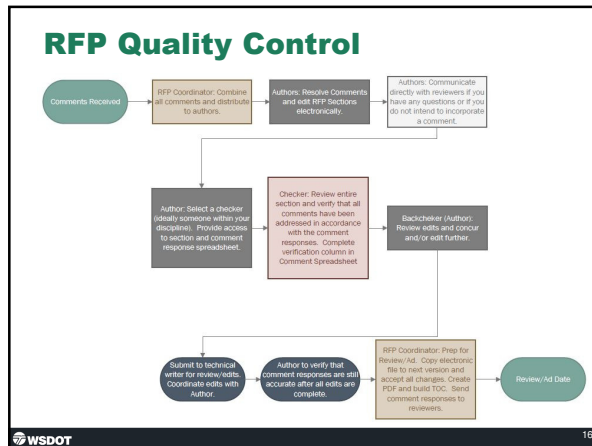 RFP Quality Control
Comments Received
RFP Coordinator: Combine
all comments and distribute
to authors.
Authors: Resolve Comments
and edit RFP Sections
electronically.
Authors: Communicate
directly with reviewers if you
have any questions or if you
do not intend to incorporate
a comment.
Author: Select a checker
(ideally someone within your
discipline). Provide access
to section and comment
response spreadsheet.
Checker: Review entire
section and verify that all
comments have been
addressed in accordance
with the comment
responses. Complete
verification column in
Comment Spreadsheet
Backcheker (Author):
Review edits and concur
and/or edit further.
Submit to technical
writer for review/edits.
Coordinate edits with
Author.
Author to verify that
comment responses are still
accurate after all edits are
complete.
RFP Coordinator: Prep for
Review/Ad. Copy electronic
file to next version and
accept all changes. Create
PDF and build TOC. Send
comment responses to
reviewers.
Review/Ad Date
WSDOT
16